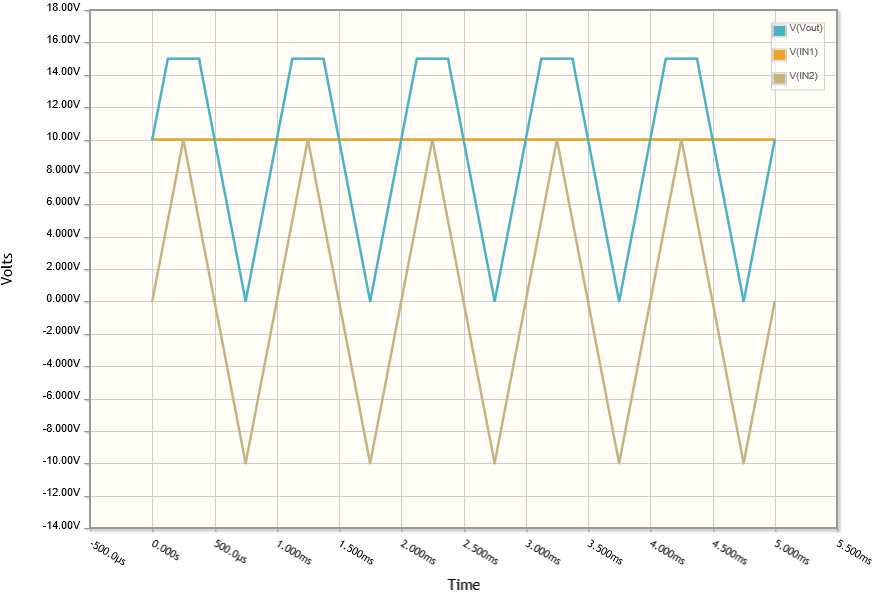 18.00V
16.00V
14.00V
12.00V
10.00V
8.000V
6.000V
4.000V
2.000V
0.000V
-2.000V
-4.000V
-6.000V
-8.000V
-10.00V
-12.00V
-14.00V
Volts
V(Vout)
V(IN1)
V(IN2)
-500.0µs
0.000s
500.0µs
1.000ms
1.500ms
2.000ms
2.500ms
3.000ms
3.500ms
4.000ms
4.500ms
5.000ms
5.500ms
Time